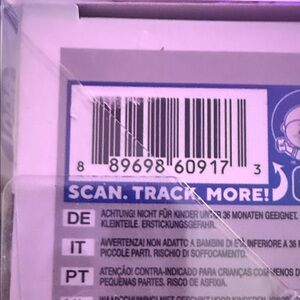 8 89698 60917 3
SCAN. TRACK. MORE!
DE ACHTUNG! NICHT FÜR KINDER UNTER 36 MONATEN GEEIGNET.
KLEINTEILE. ERSTICKUNGSGEFAHR.
IT AVVERTENZA! NON ADATTO A BAMBINI DI ETÀ INFERIORE A 36
PICCOLE PARTI. RISCHIO DI SOFFOCAMENTO.
PT ATENÇÃO! CONTRA-INDICADO PARA CRIANÇAS COM MENOS D
PEQUENAS PARTES. RISCO DE ASFIXIA.